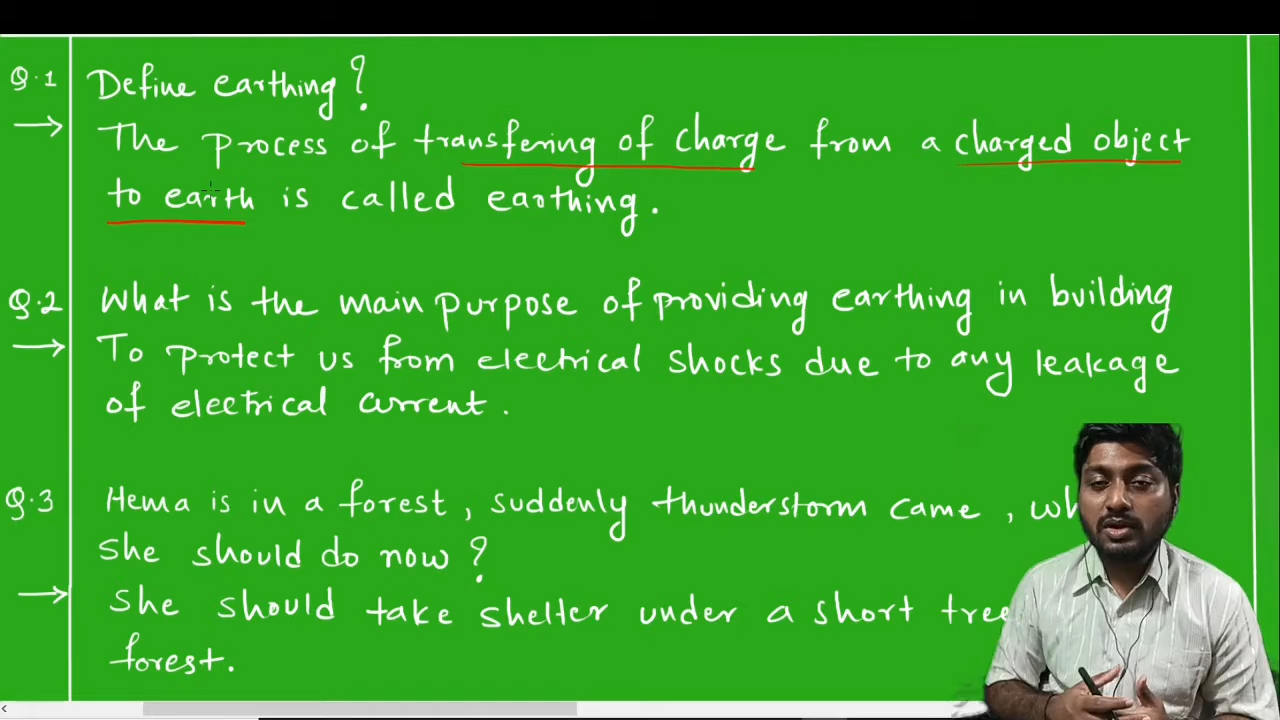 Q.1 Define earthing?
→ The process of transfering of charge from a charged object
to earth is called earthing.
Q.2 What is the main purpose of providing earthing in building
→ To protect us from electrical shocks due to any leakage
of electrical current.
Q.3 Hema is in a forest, suddenly thunderstorm came,
She should do now?
→ She should take shelter under a short tree
forest.